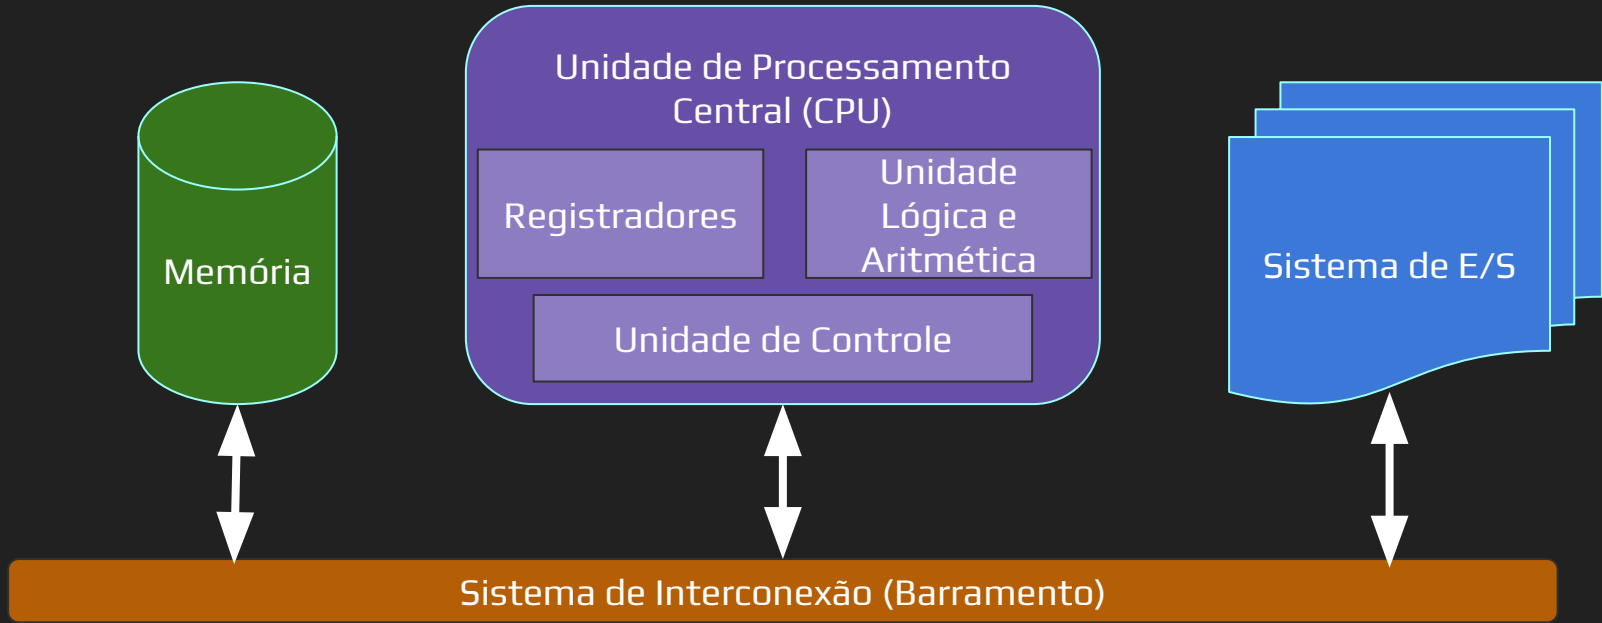 Unidade de Processamento
Central (CPU)
Registradores
Unidade
Lógica e
Aritmética
Unidade de Controle
Memória
Sistema de E/S
Sistema de Interconexão (Barramento)